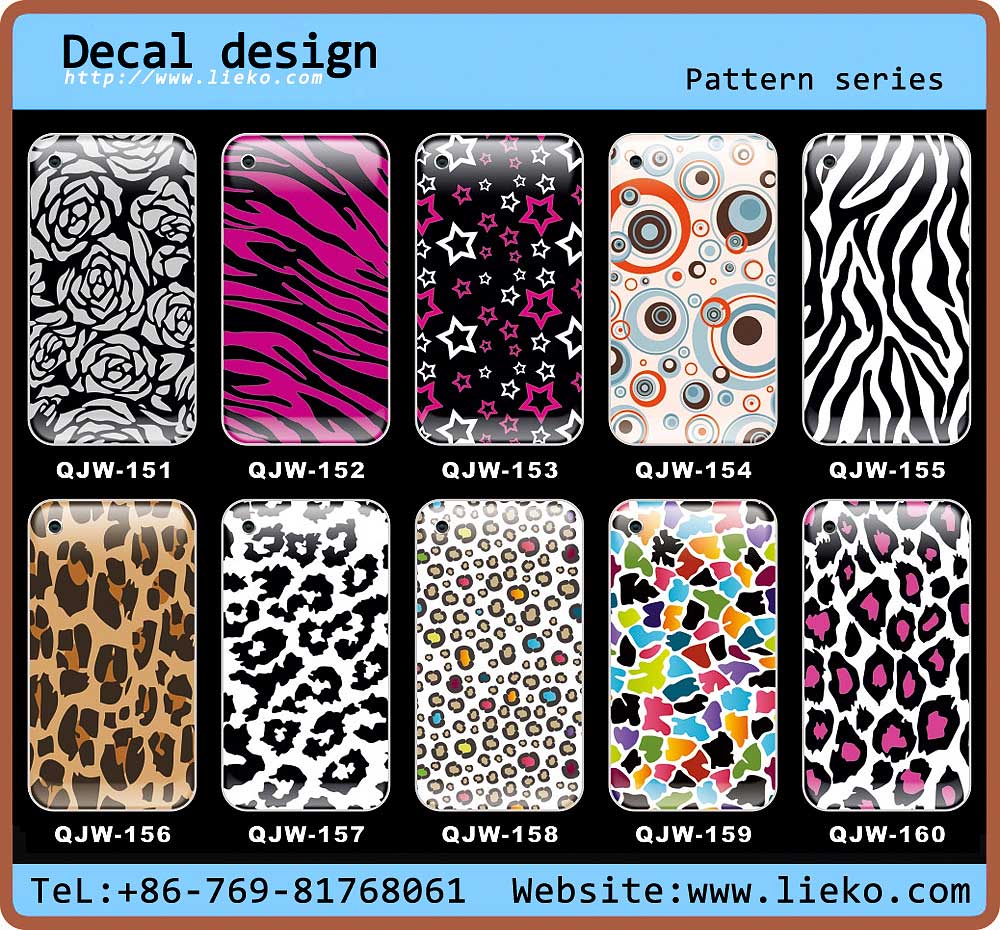 Decal design
http://www.lieko.com
Pattern series
QJW-151 QJW-152 QJW-153 QJW-154 QJW-155
QJW-156 QJW-157 QJW-158 QJW-159 QJW-160
TeL:+86-769-81768061 Website:www.lieko.com